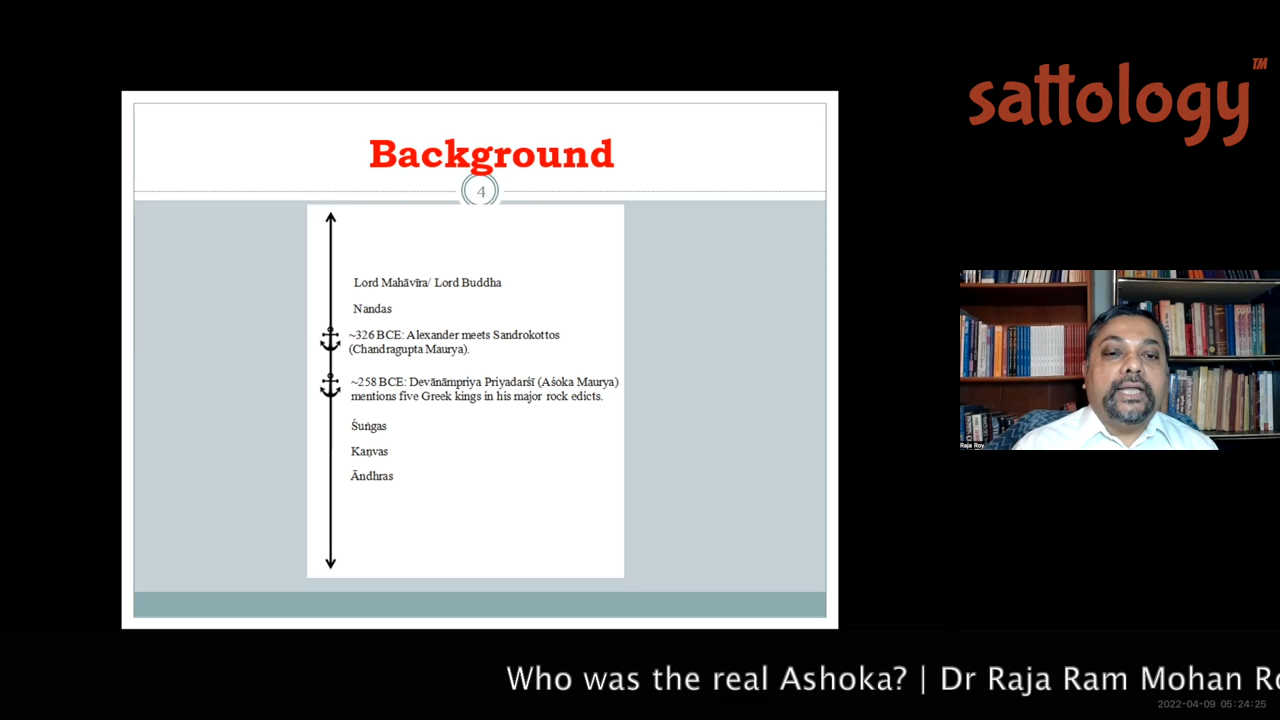 sattology™
Background
4
Lord Mahāvīra/ Lord Buddha
Nandas
~326 BCE: Alexander meets Sandrokottos
(Chandragupta Maurya).
~258 BCE: Devānāmpriya Priyadarśī (Aśoka Maurya)
mentions five Greek kings in his major rock edicts.
Śuṅgas
Kaṇvas
Āndhras
Raja Roy
Who was the real Ashoka? | Dr Raja Ram Mohan Ro
2022-04-09 05:24:25